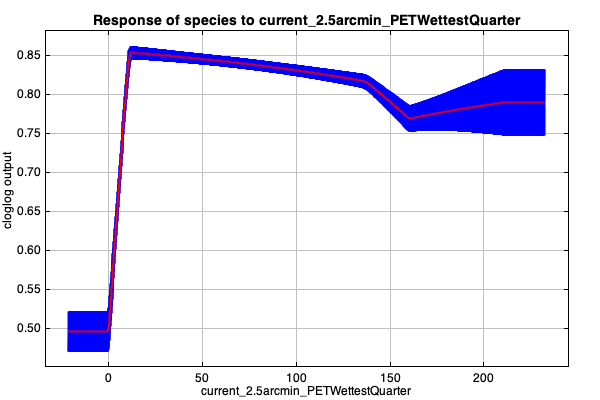 Response of species to current_2.5arcmin_PETWettestQuarter
cloglog output
0.85
0.80
0.75
0.70
0.65
0.60
0.55
0.50
0 50 100 150 200
current_2.5arcmin_PETWettestQuarter